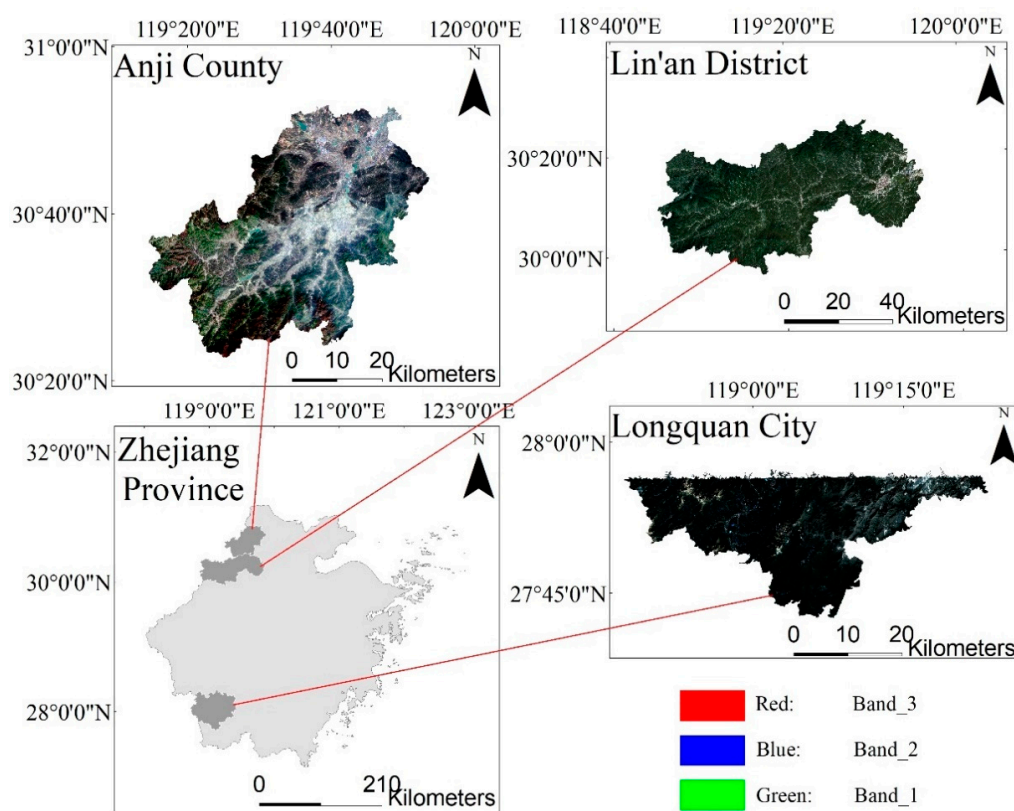 119°20'0"E 119°40'0"E 120°0'0"E
31°0'0"N
Anji County
N
30°40'0"N
30°20'0"N
0 10 20
Kilometers
118°40'0"E 119°20'0"E 120°0'0"E
Lin'an District
N
30°20'0"N
30°0'0"N
0 20 40
Kilometers
119°0'0"E 121°0'0"E 123°0'0"E
32°0'0"N
Zhejiang
Province
N
30°0'0"N
28°0'0"N
0 210
Kilometers
119°0'0"E 119°15'0"E
Longquan City
N
28°0'0"N
27°45'0"N
0 10 20
Kilometers
Red: Band_3
Blue: Band_2
Green: Band_1